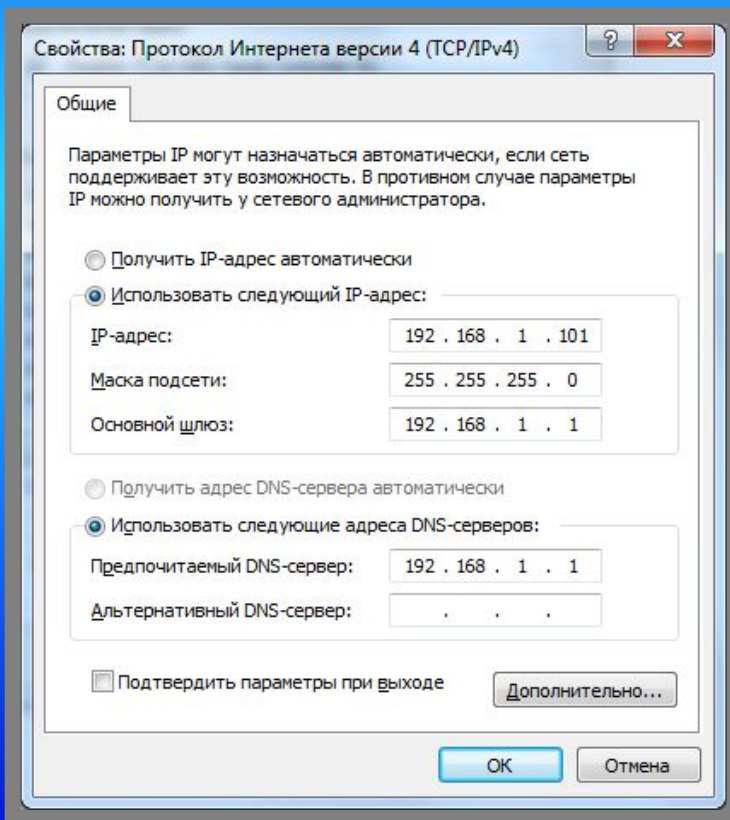 Свойства: Протокол Интернета версии 4 (TCP/IPv4)
?
Общие
Параметры IP могут назначаться автоматически, если сеть
поддерживает эту возможность. В противном случае параметры
IP можно получить у сетевого администратора.
Получить IP-адрес автоматически
Использовать следующий IP-адрес:
IP-адрес: 192 . 168 . 1 . 101
Маска подсети: 255 . 255 . 255 . 0
Основной шлюз: 192 . 168 . 1 . 1
Получить адрес DNS-сервера автоматически
Использовать следующие адреса DNS-серверов:
Предпочитаемый DNS-сервер: 192 . 168 . 1 . 1
Альтернативный DNS-сервер: . . .
Подтвердить параметры при выходе
Дополнительно...
ОК Отмена